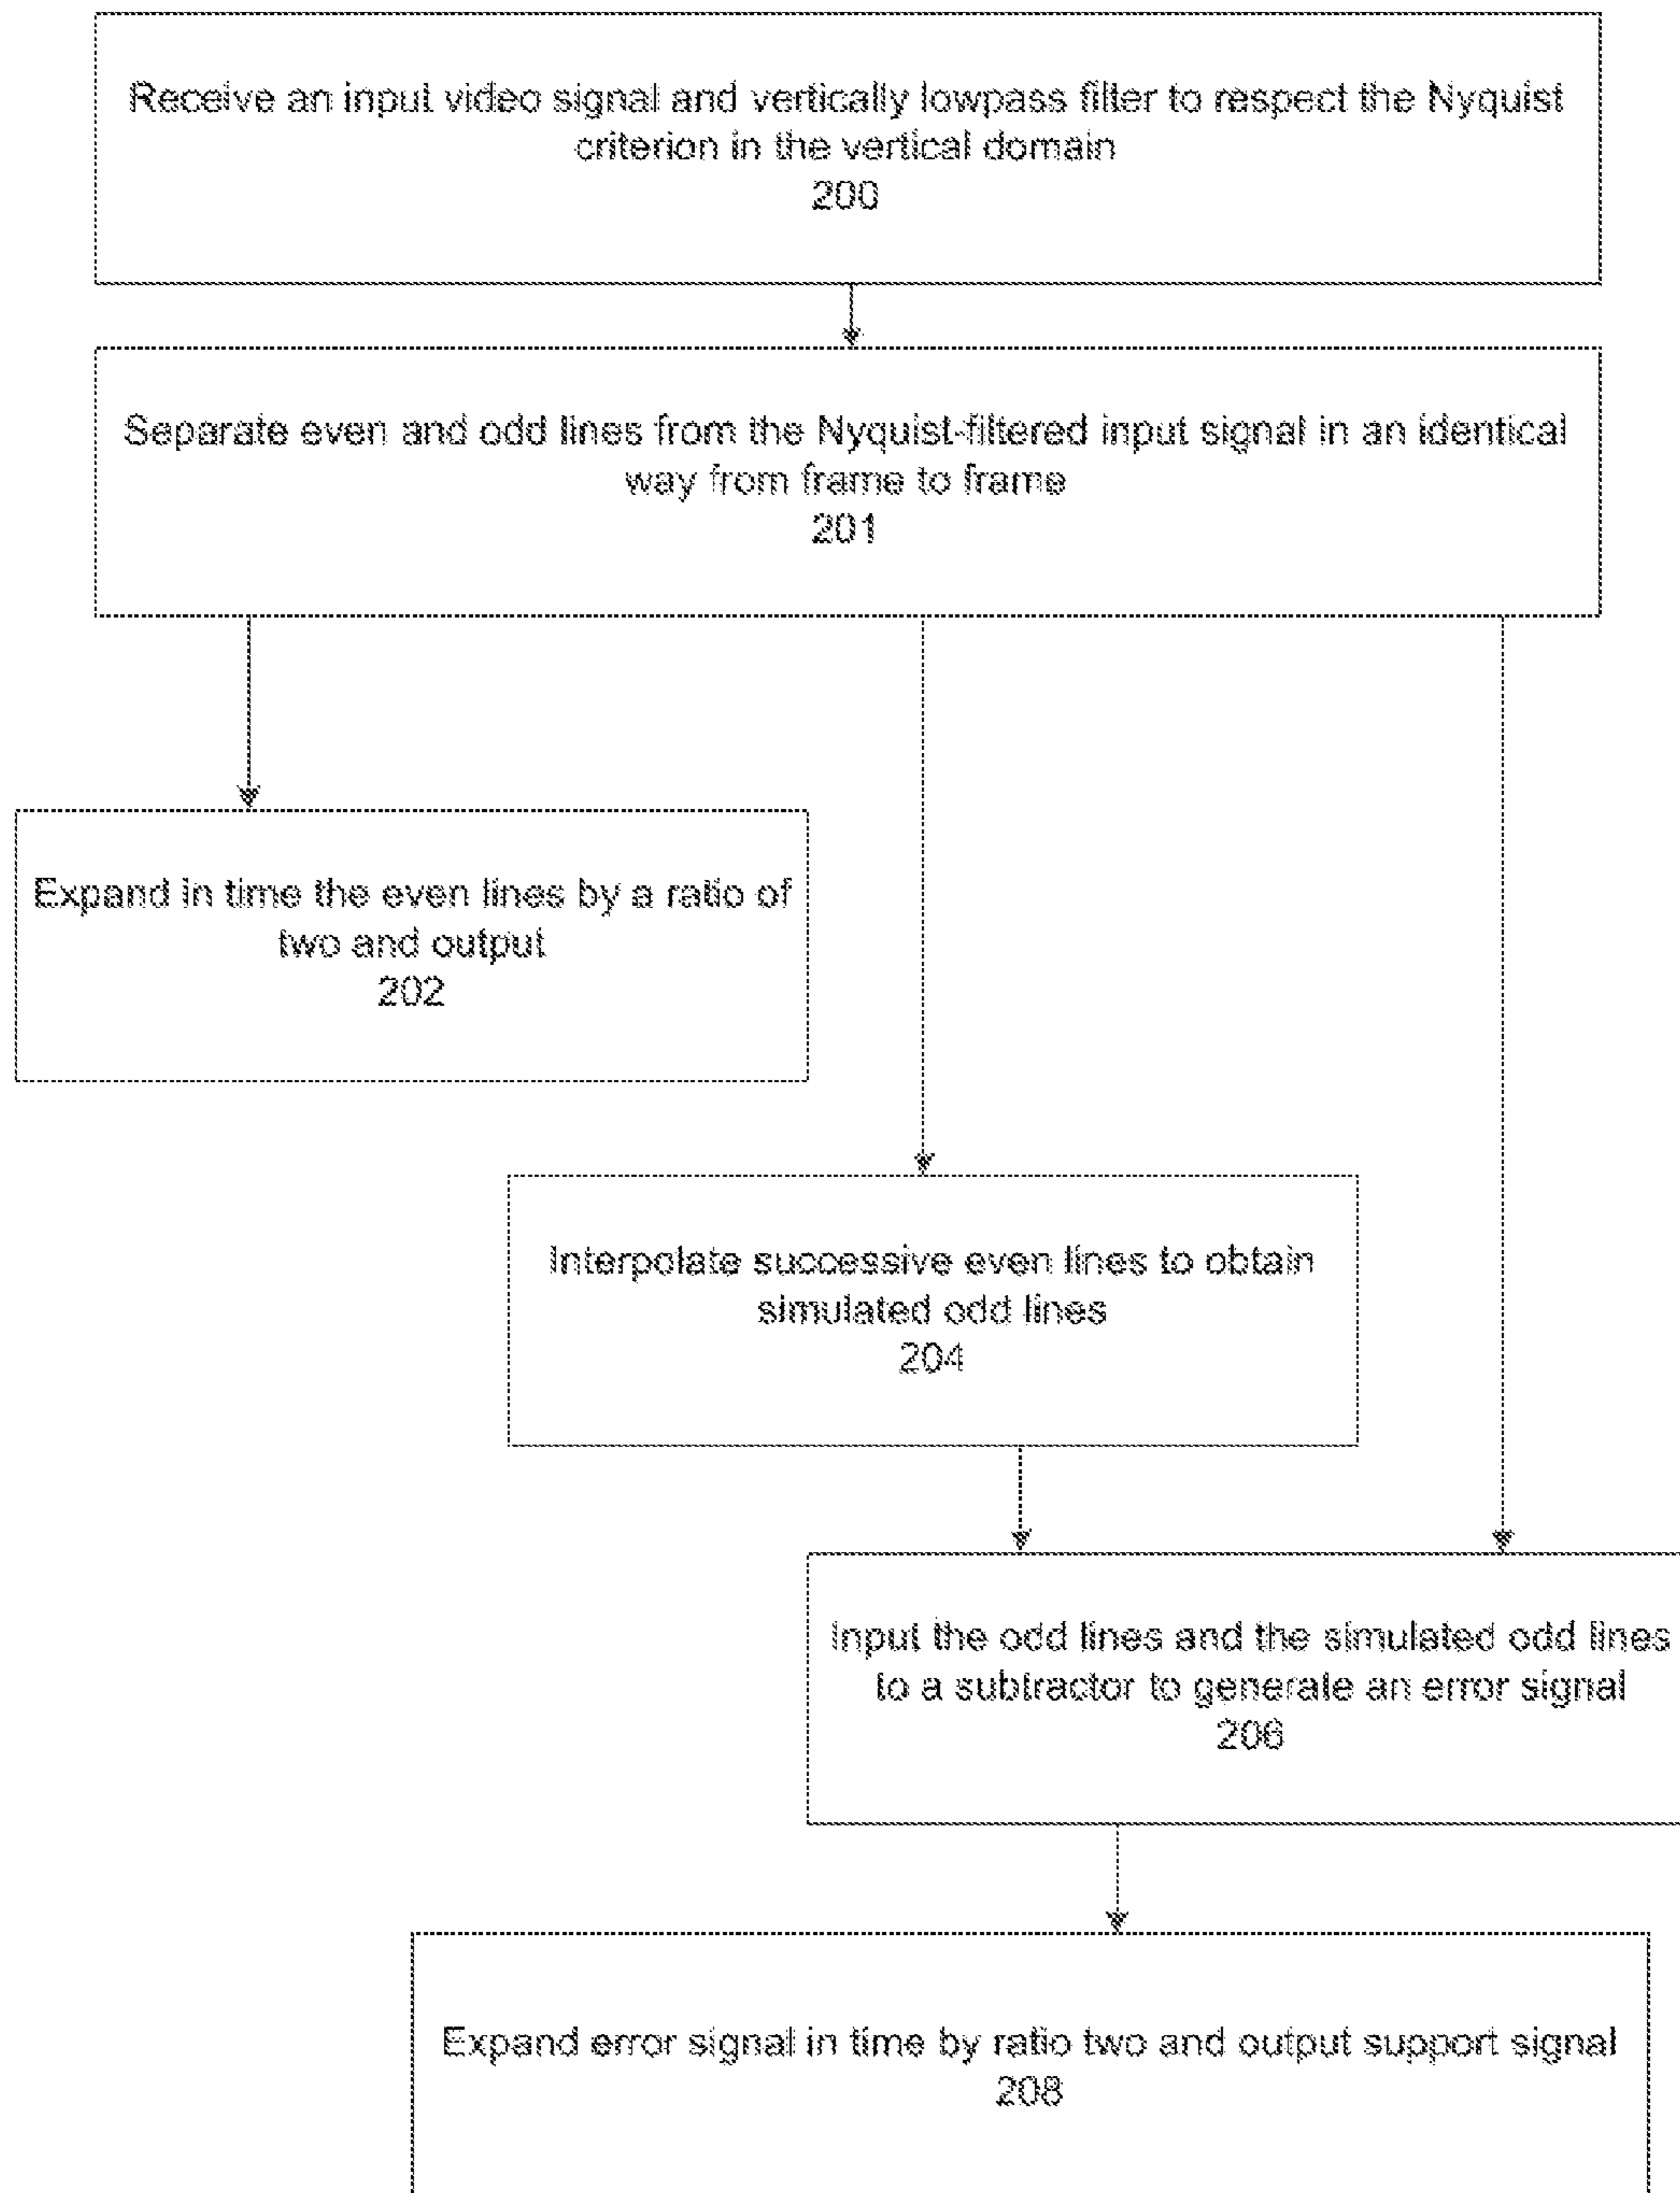 Receive an input video signal and vertically lowpass filter to respect the Nyquist
criterion in the vertical domain
200
Separate even and odd lines from the Nyquist-filtered input signal in an identical
way from frame to frame
201
Expand in time the even lines by a ratio of
two and output
202
Interpolate successive even lines to obtain
simulated odd lines
204
Input the odd lines and the simulated odd lines
to a subtractor to generate an error signal
206
Expand error signal in time by ratio two and output support signal
208